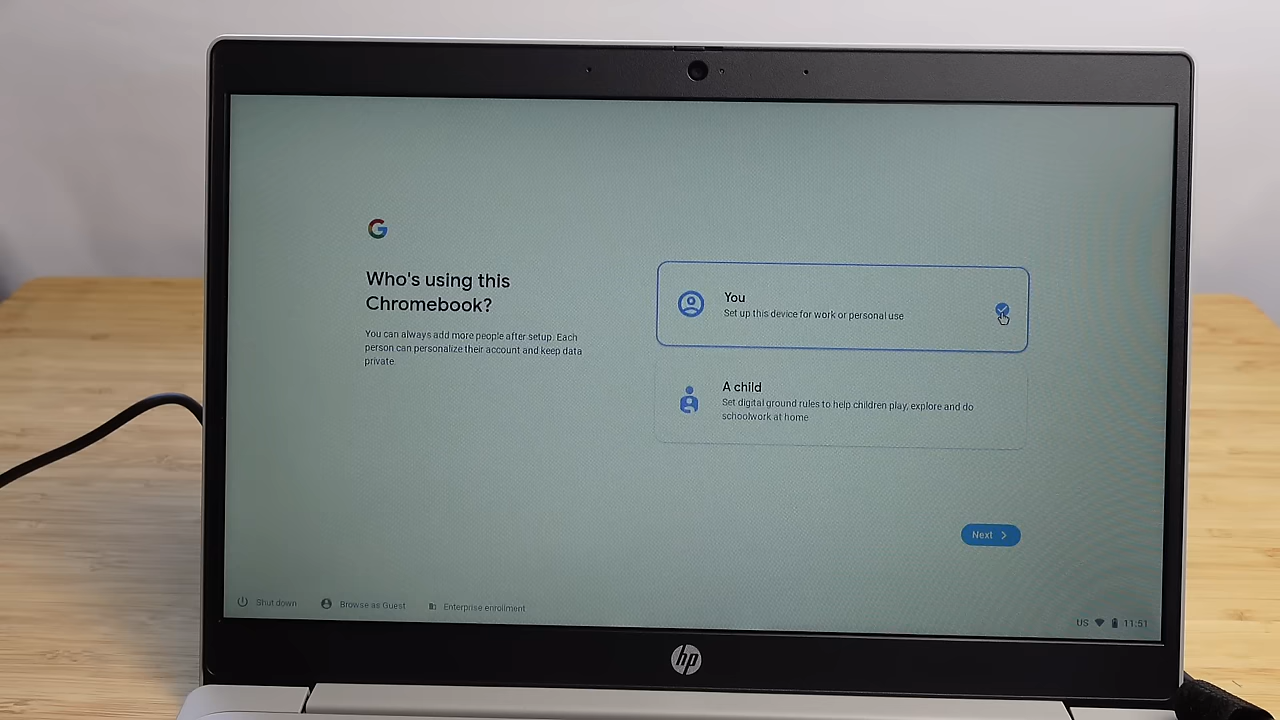 Who's using this
Chromebook?
You can always add more people after setup. Each
person can personalize their account and keep data
private.
You
Set up this device for work or personal use
A child
Set digital ground rules to help children play, explore and do
schoolwork at home
Next
Shut down
Browse as Guest
Enterprise enrollment
US
11:51
hp